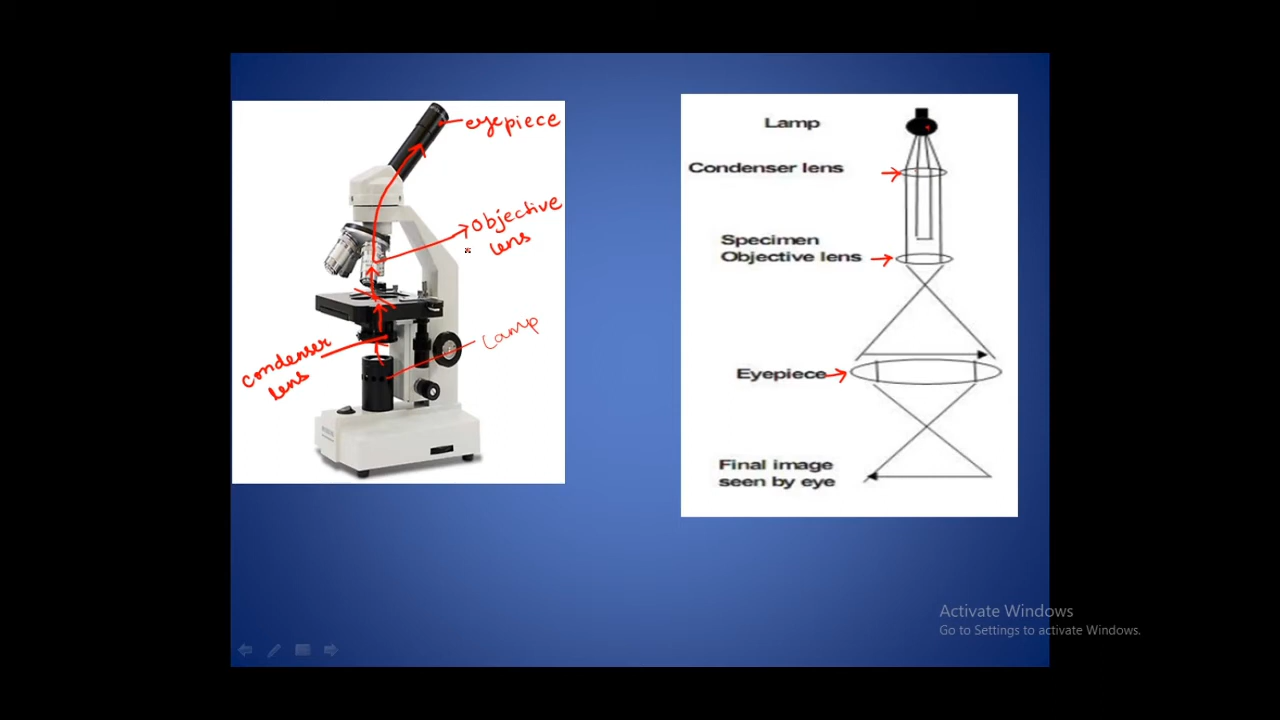 eyepiece
Objective
lens
Lamp
condenser
lens
Lamp
Condenser lens
Specimen
Objective lens
Eyepiece
Final image
seen by eye
Activate Windows
Go to Settings to activate Windows.